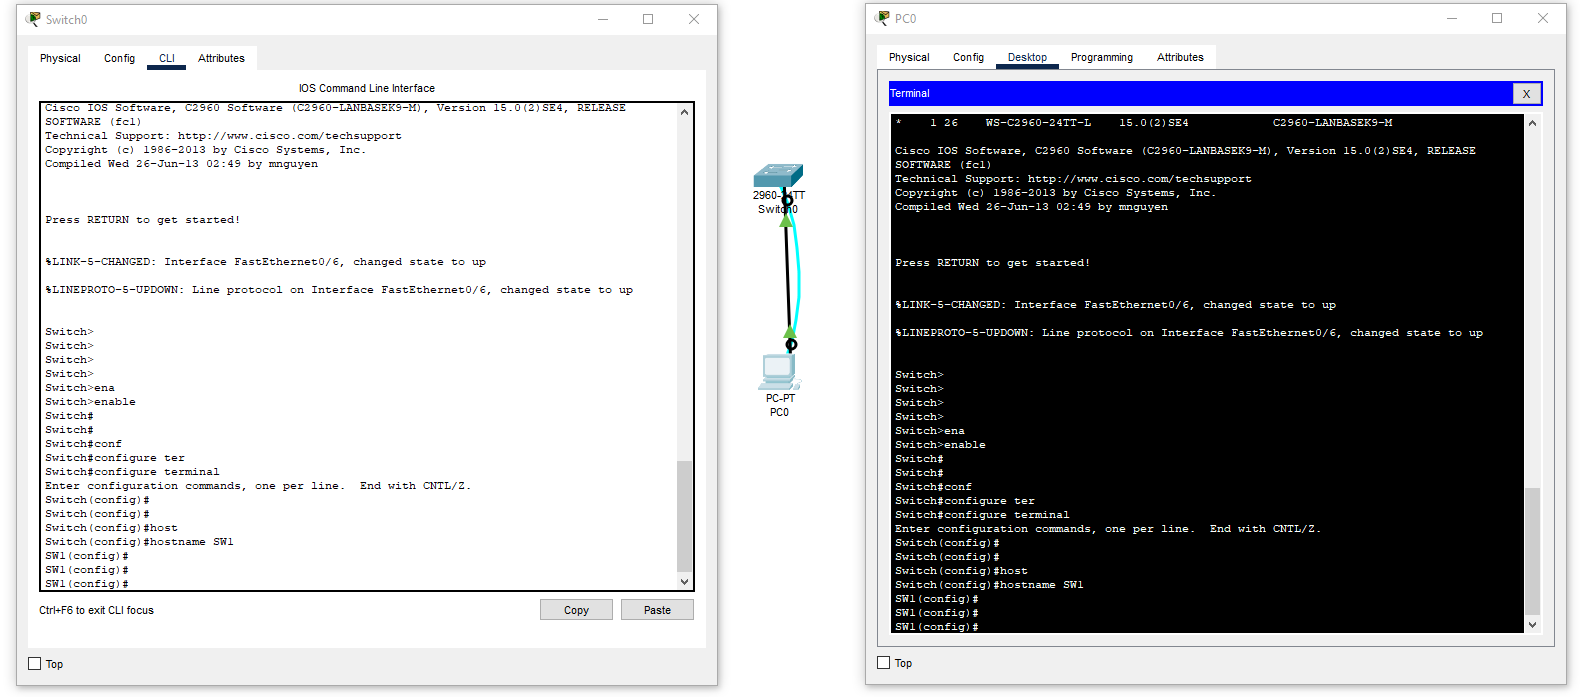 Switch0
Physical Config CLI Attributes
IOS Command Line Interface
Cisco IOS Software, C2960 Software (C2960-LANBASEK9-M), Version 15.0(2)SE4, RELEASE
SOFTWARE (fc1)
Technical Support: http://www.cisco.com/techsupport
Copyright (c) 1986-2013 by Cisco Systems, Inc.
Compiled Wed 26-Jun-13 02:49 by mnguyen
Press RETURN to get started!
%LINK-5-CHANGED: Interface FastEthernet0/6, changed state to up
%LINEPROTO-5-UPDOWN: Line protocol on Interface FastEthernet0/6, changed state to up
Switch>
Switch>
Switch>
Switch>
Switch>ena
Switch>enable
Switch#
Switch#
Switch#conf
Switch#configure ter
Switch#configure terminal
Enter configuration commands, one per line.  End with CNTL/Z.
Switch(config)#
Switch(config)#
Switch(config)#host
Switch(config)#hostname SW1
SW1(config)#
SW1(config)#
SW1(config)#
Ctrl+F6 to exit CLI focus
Copy
Paste
Top
2960-24TT
Switch0
PC-PT
PC0
PC0
Physical Config Desktop Programming Attributes
Terminal
X
* 1 26 WS-C2960-24TT-L 15.0(2)SE4 C2960-LANBASEK9-M
Cisco IOS Software, C2960 Software (C2960-LANBASEK9-M), Version 15.0(2)SE4, RELEASE
SOFTWARE (fc1)
Technical Support: http://www.cisco.com/techsupport
Copyright (c) 1986-2013 by Cisco Systems, Inc.
Compiled Wed 26-Jun-13 02:49 by mnguyen
Press RETURN to get started!
%LINK-5-CHANGED: Interface FastEthernet0/6, changed state to up
%LINEPROTO-5-UPDOWN: Line protocol on Interface FastEthernet0/6, changed state to up
Switch>
Switch>
Switch>
Switch>
Switch>ena
Switch>enable
Switch#
Switch#
Switch#conf
Switch#configure ter
Switch#configure terminal
Enter configuration commands, one per line.  End with CNTL/Z.
Switch(config)#
Switch(config)#
Switch(config)#host
Switch(config)#hostname SW1
SW1(config)#
SW1(config)#
SW1(config)#
Top